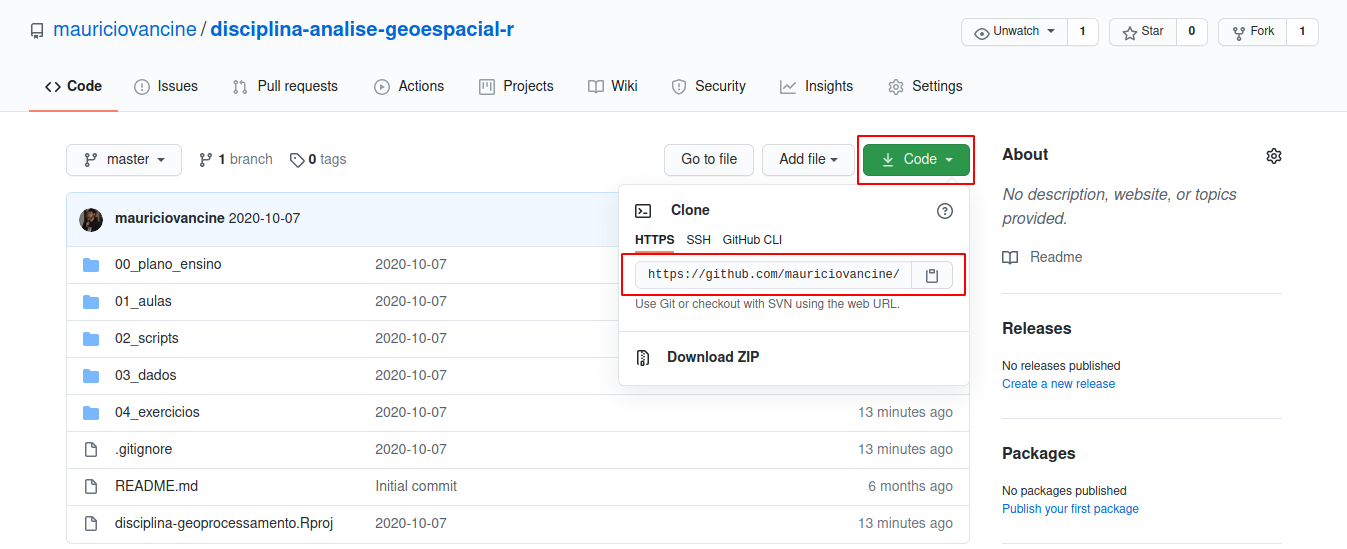 mauriciovancine / disciplina-analise-geoespacial-r
Unwatch 1 Star 0 Fork 1
Code Issues Pull requests Actions Projects Wiki Security Insights Settings
master 1 branch 0 tags Go to file Add file Code
mauriciovancine 2020-10-07
00_plano_ensino 2020-10-07
01_aulas 2020-10-07
02_scripts 2020-10-07
03_dados 2020-10-07
04_exercicios 2020-10-07 13 minutes ago
.gitignore 2020-10-07 13 minutes ago
README.md Initial commit 6 months ago
disciplina-geoprocessamento.Rproj 2020-10-07 13 minutes ago
Clone
HTTPS SSH GitHub CLI
https://github.com/mauriciovancine/
Use Git or checkout with SVN using the web URL.
Download ZIP
About
No description, website, or topics
provided.
Readme
Releases
No releases published
Create a new release
Packages
No packages published
Publish your first package